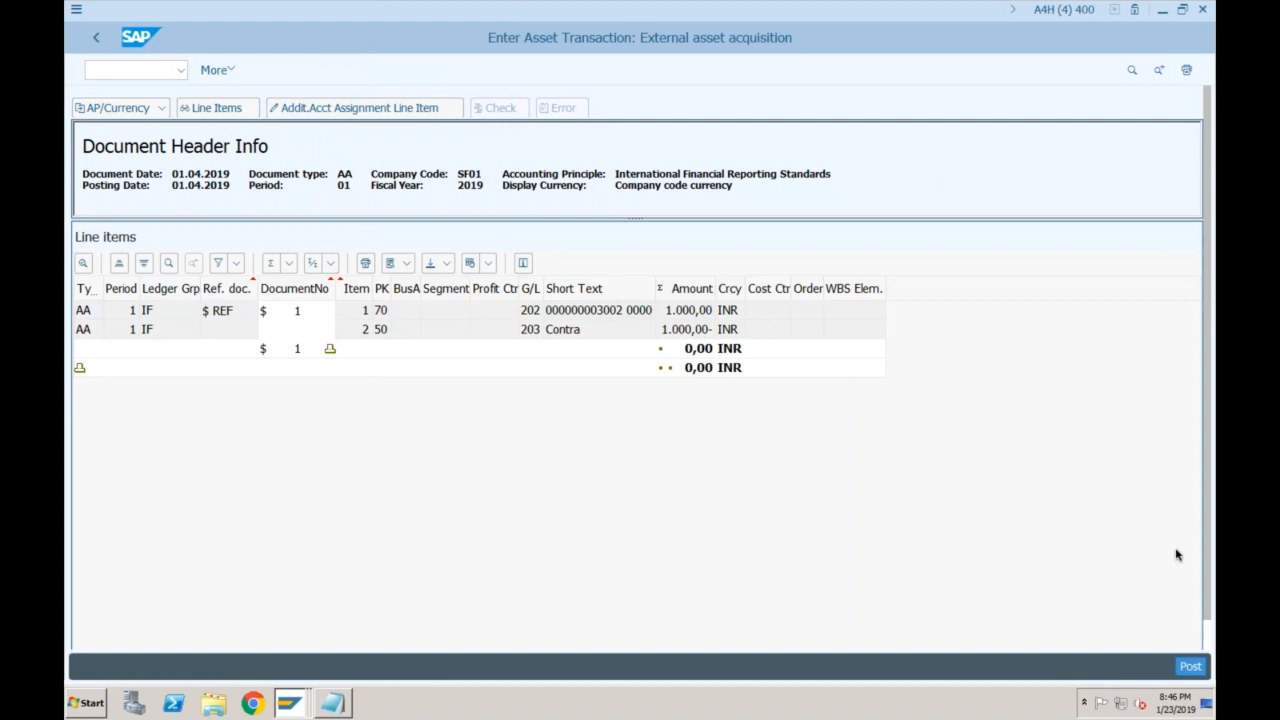 A4H (4) 400
SAP
Enter Asset Transaction: External asset acquisition
More
AP/Currency
Line Items
Addit.Acct Assignment Line Item
Check
Error
Document Header Info
Document Date: 01.04.2019 Document type: AA Company Code: SF01 Accounting Principle: International Financial Reporting Standards
Posting Date: 01.04.2019 Period: 01 Fiscal Year: 2019 Display Currency: Company code currency
Line items
Ty... Period Ledger Grp Ref. doc. DocumentNo Item PK BusA Segment Profit Ctr G/L Short Text Σ Amount Crcy Cost Ctr Order WBS Elem.
AA 1 IF $ REF $ 1 1 70 202 000000003002 0000 1.000,00 INR
AA 1 IF 2 50 203 Contra 1.000,00- INR
$ 1 0,00 INR
0,00 INR
Post
Start
8:46 PM
1/23/2019